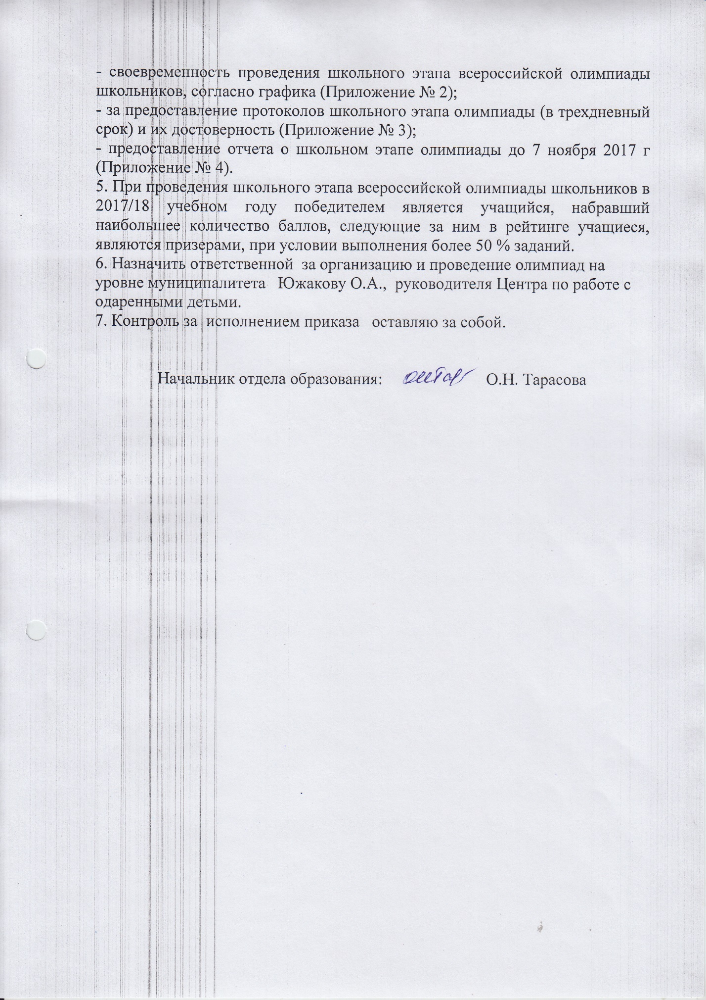 - своевременность проведения школьного этапа всероссийской олимпиады
школьников, согласно графика (Приложение № 2);
- за предоставление протоколов школьного этапа олимпиады (в трехдневный
срок) и их достоверность (Приложение № 3);
- предоставление отчета о школьном этапе олимпиады до 7 ноября 2017 г
(Приложение № 4).
5. При проведения школьного этапа всероссийской олимпиады школьников в
2017/18 учебном году победителем является учащийся, набравший
наибольшее количество баллов, следующие за ним в рейтинге учащиеся,
являются призерами, при условии выполнения более 50 % заданий.
6. Назначить ответственной за организацию и проведение олимпиад на
уровне муниципалитета Южакову О.А., руководителя Центра по работе с
одаренными детьми.
7. Контроль за исполнением приказа оставляю за собой.
Начальник отдела образования: О.Н. Тарасова